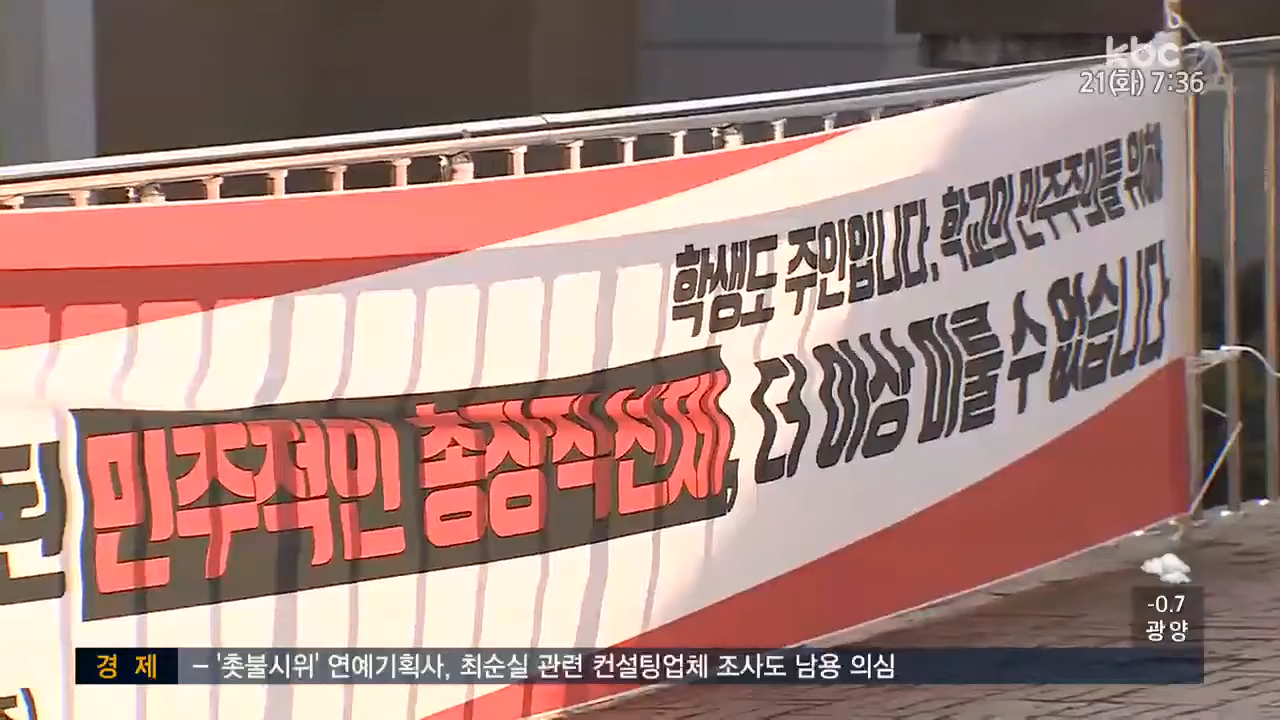 kbc
21(화) 7:36
학생도 주인입니다. 학교의 민주주의를 위해
민주적인 총장직선제, 더 이상 미룰 수 없습니다
-0.7
광양
경제 - '촛불시위' 연예기획사, 최순실 관련 컨설팅업체 조사도 남용 의심